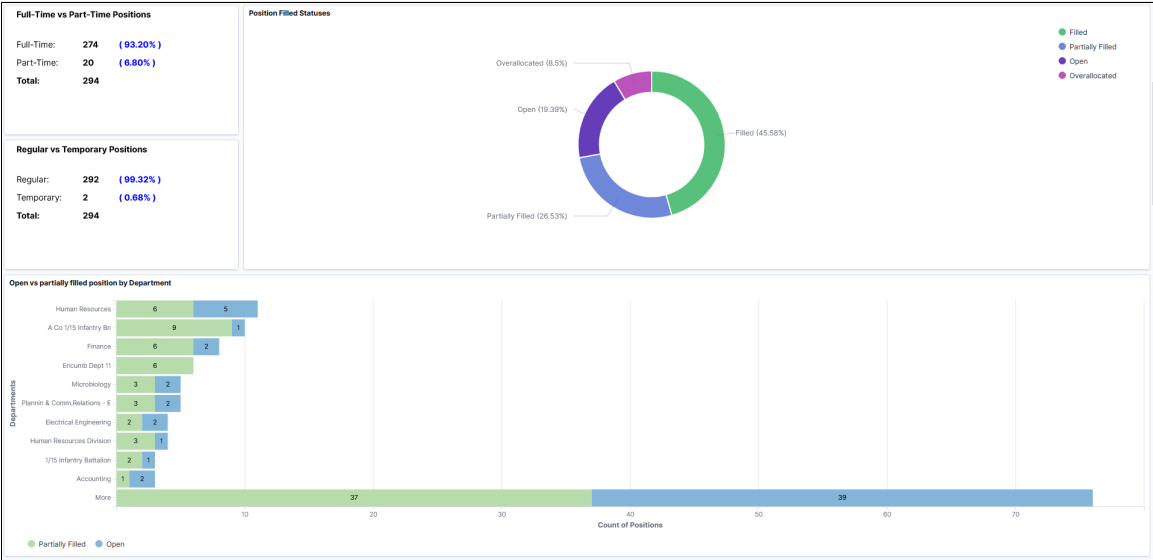 Full-Time vs Part-Time Positions
Full-Time: 274 ( 93.20% )
Part-Time: 20 ( 6.80% )
Total: 294
Regular vs Temporary Positions
Regular: 292 ( 99.32% )
Temporary: 2 ( 0.68% )
Total: 294
Position Filled Statuses
Filled
Partially Filled
Open
Overallocated
Overallocated (8.5%)
Open (19.39%)
Filled (45.58%)
Partially Filled (26.53%)
Open vs partially filled position by Department
Departments
Human Resources 6 5
A Co 1/15 Infantry Bn 9 1
Finance 6 2
Encumb Dept 11 6
Microbiology 3 2
Plannin & Comm.Relations - E 3 2
Electrical Engineering 2 2
Human Resources Division 3 1
1/15 Infantry Battalion 2 1
Accounting 1 2
More 37 39
10 20 30 40 50 60 70
Count of Positions
Partially Filled Open